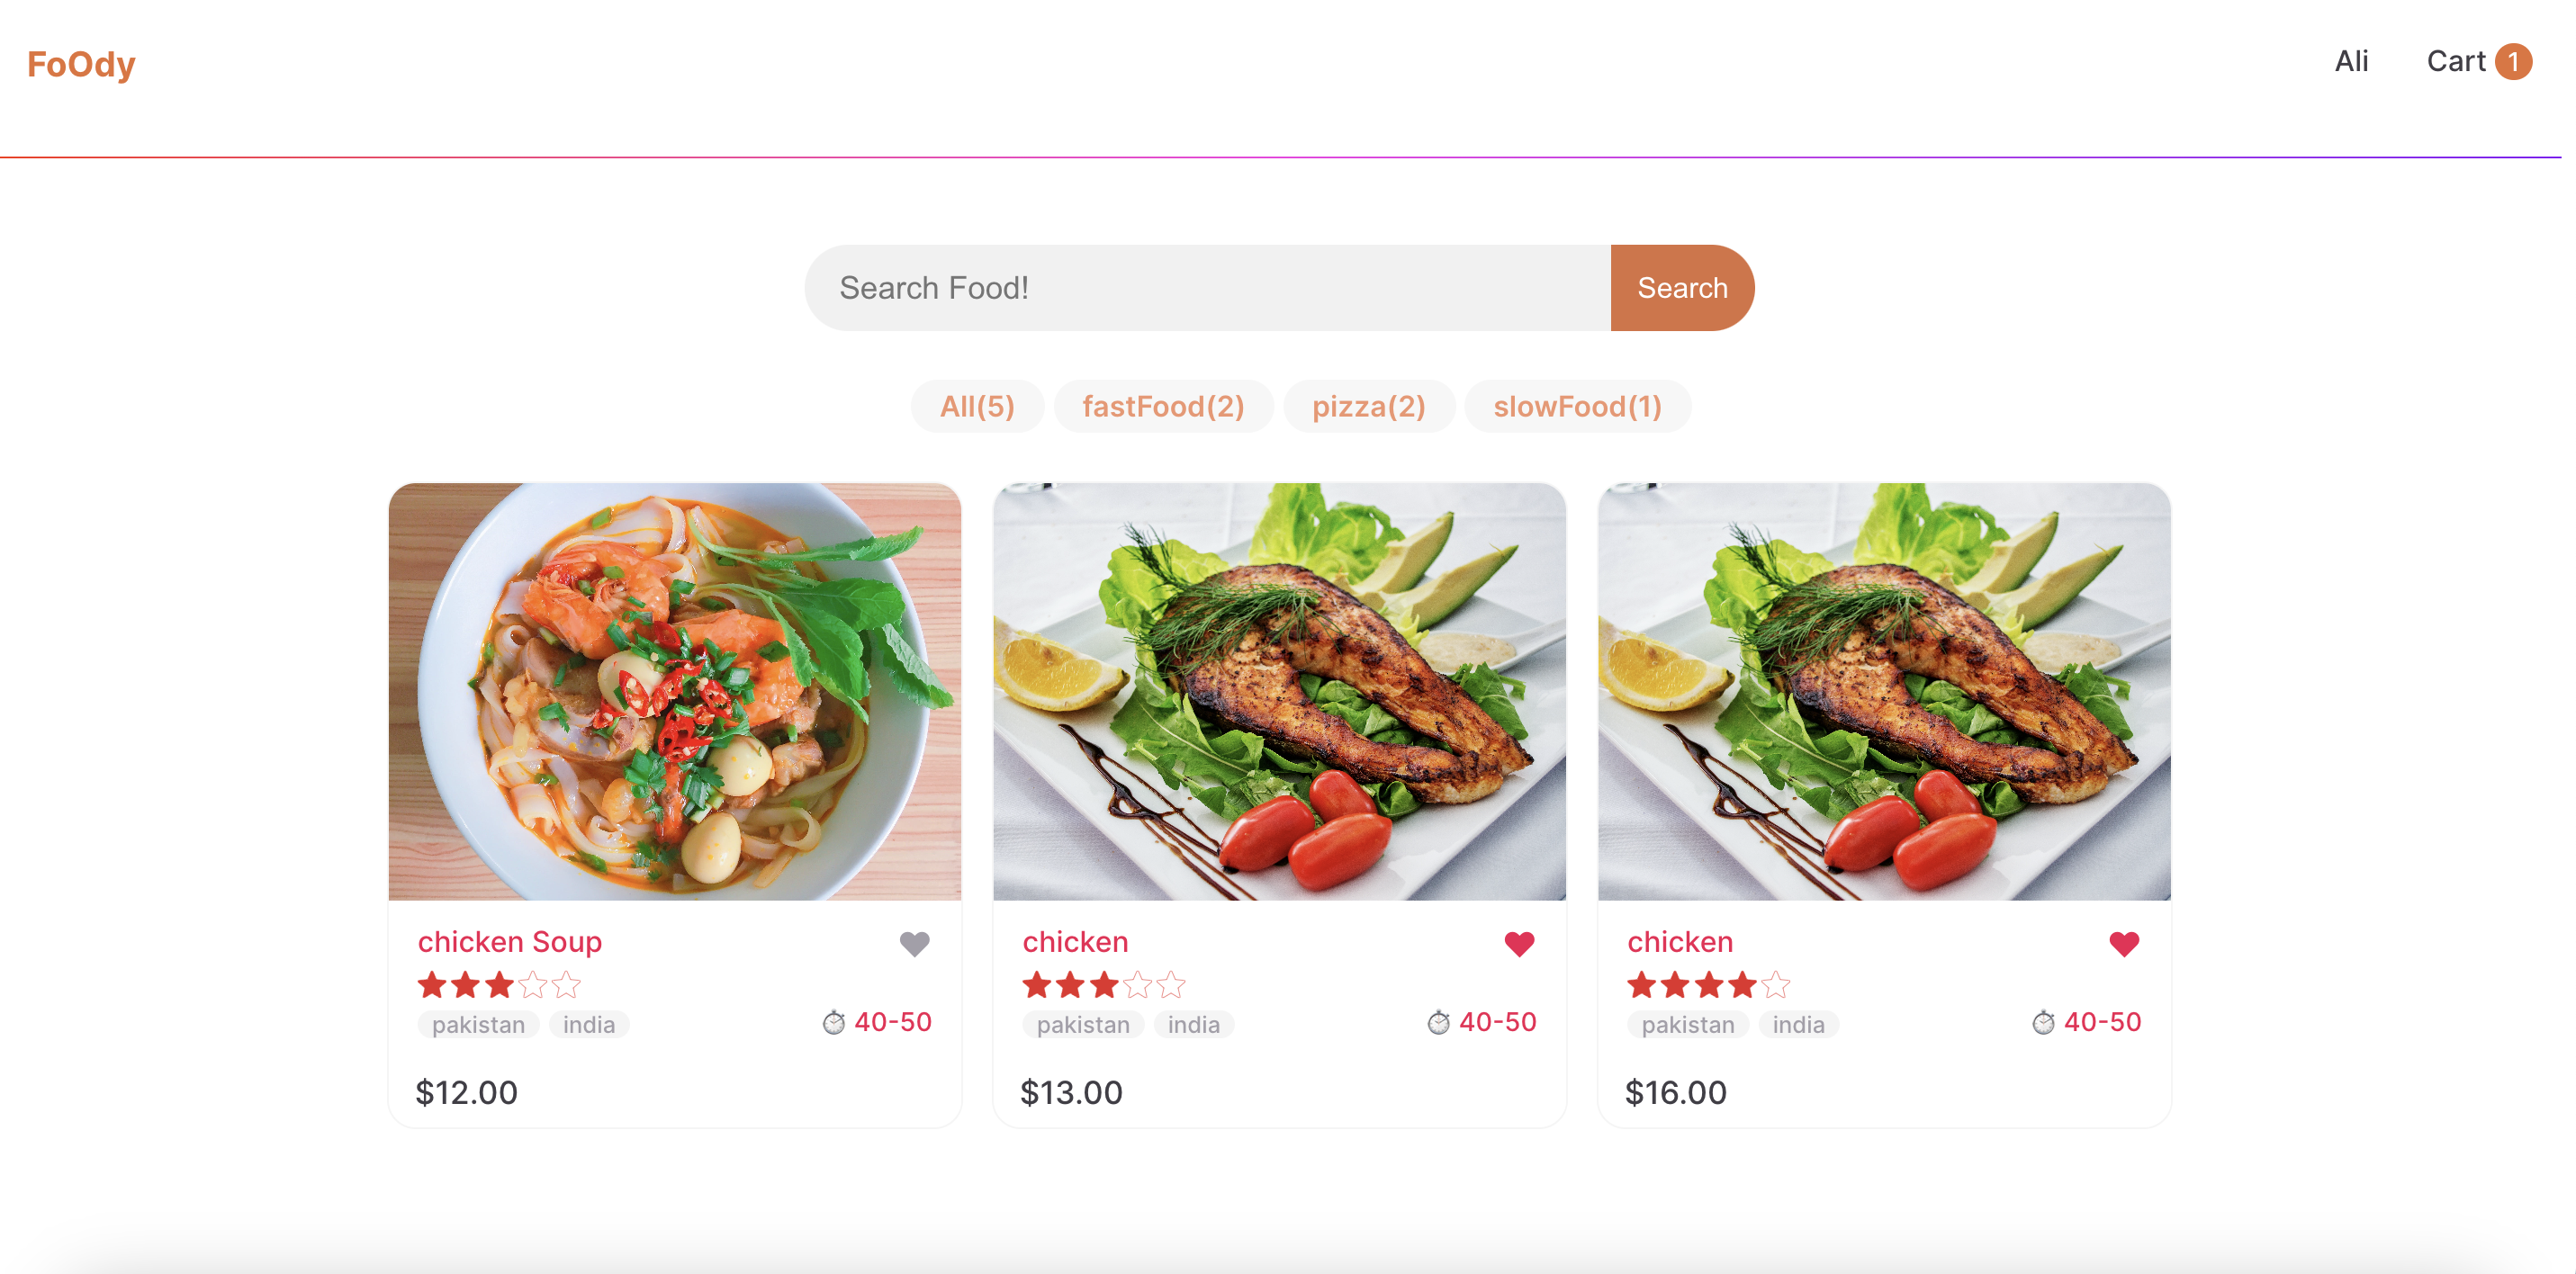 FoOdy
Ali
Cart 1
Search Food!
Search
All(5)
fastFood(2)
pizza(2)
slowFood(1)
chicken Soup
pakistan india
40-50
$12.00
chicken
pakistan india
40-50
$13.00
chicken
pakistan india
40-50
$16.00